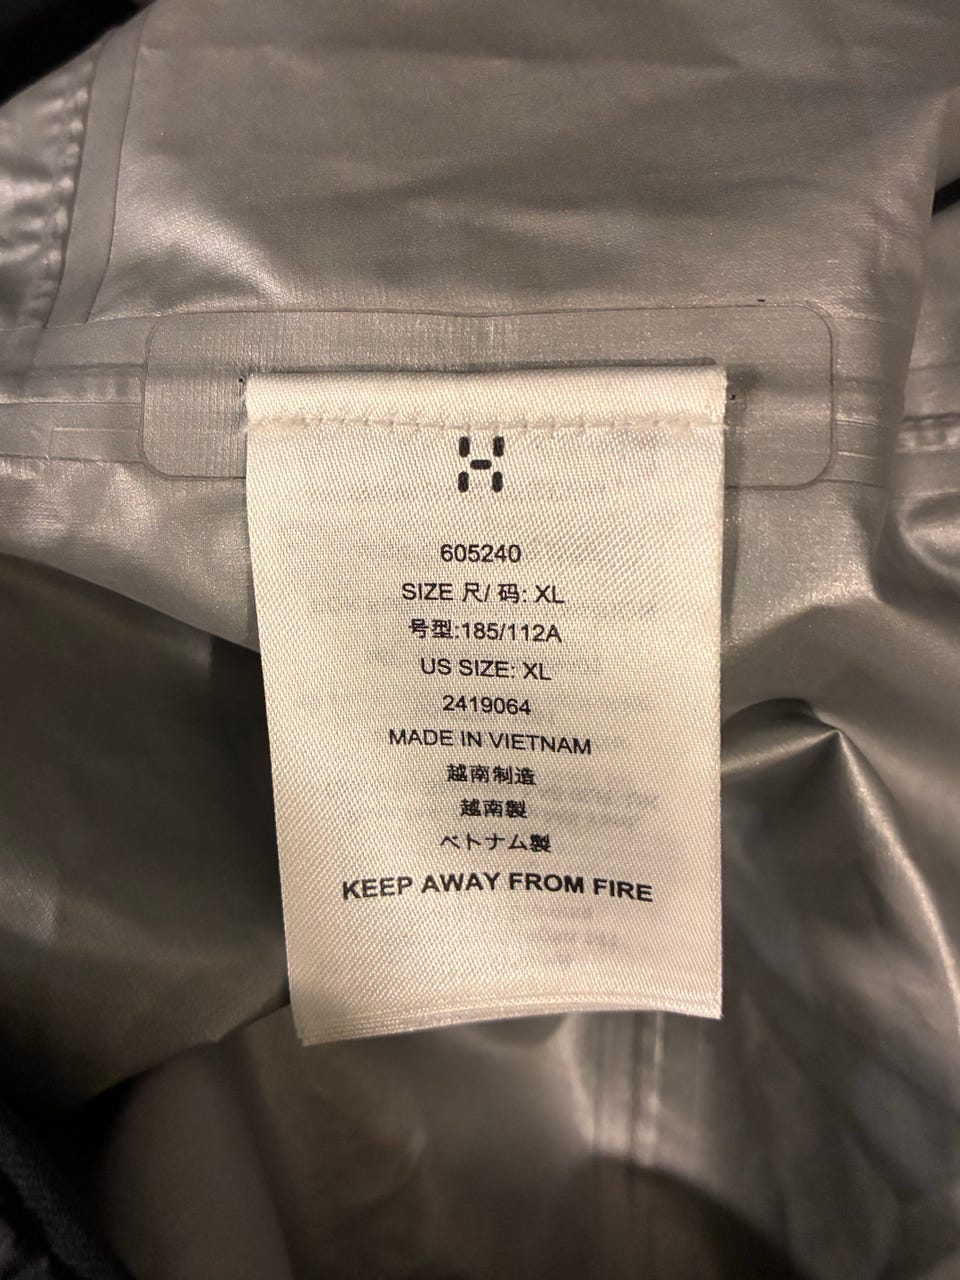 605240
SIZE 尺/ 码: XL
号型:185/112A
US SIZE: XL
2419064
MADE IN VIETNAM
越南制造
越南製
ベトナム製
KEEP AWAY FROM FIRE